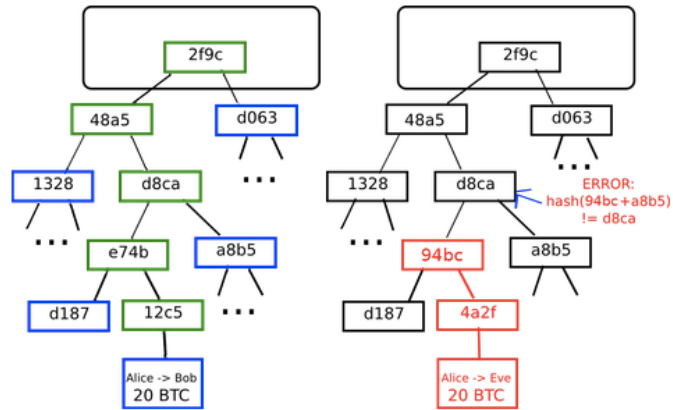 2f9c
48a5
d063
1328
d8ca
...
...
e74b
a8b5
d187
12c5
...
Alice -> Bob
20 BTC
2f9c
48a5
d063
...
1328
d8ca
ERROR:
hash(94bc+a8b5)
!= d8ca
...
94bc
a8b5
d187
4a2f
Alice -> Eve
20 BTC